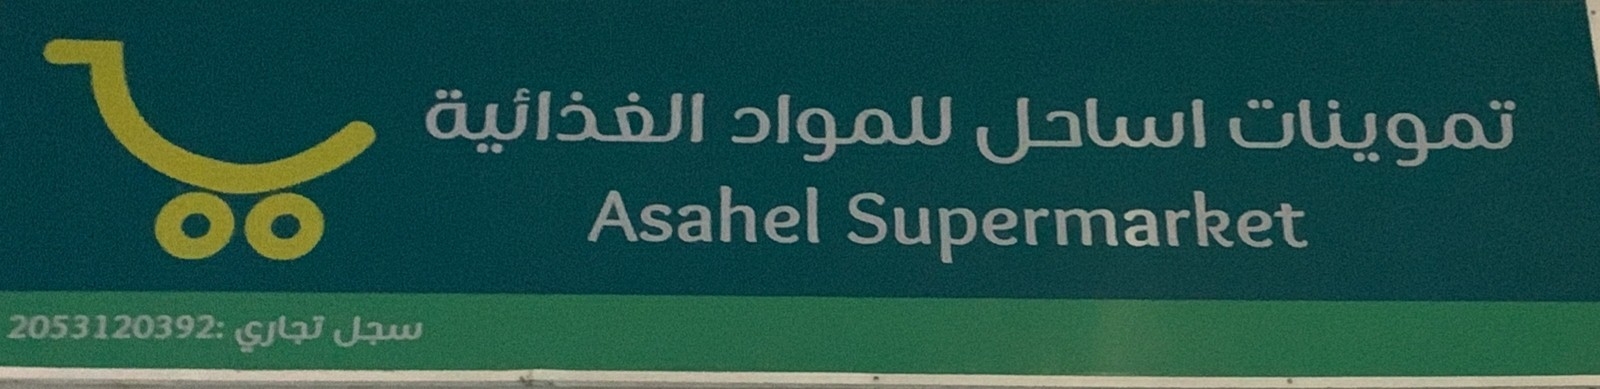 تموينات اساحل للمواد الغذائية
Asahel Supermarket
سجل تجاري :2053120392